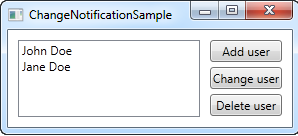 ChangeNotificationSample
John Doe
Jane Doe
Add user
Change user
Delete user